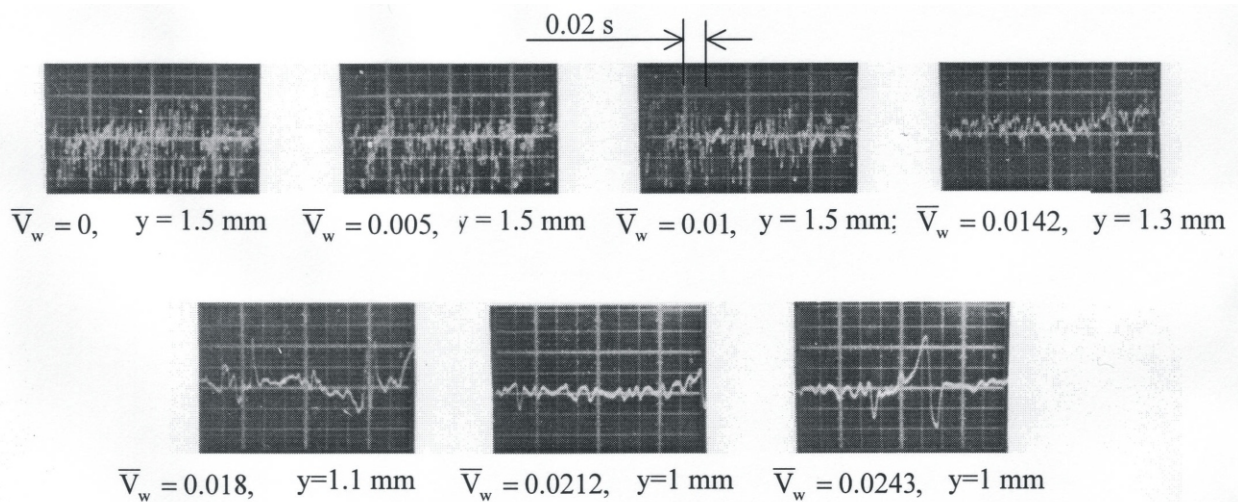 0.02 s
V̅w = 0, y = 1.5 mm V̅w = 0.005, y = 1.5 mm V̅w = 0.01, y = 1.5 mm; V̅w = 0.0142, y = 1.3 mm
V̅w = 0.018, y=1.1 mm V̅w = 0.0212, y=1 mm V̅w = 0.0243, y=1 mm